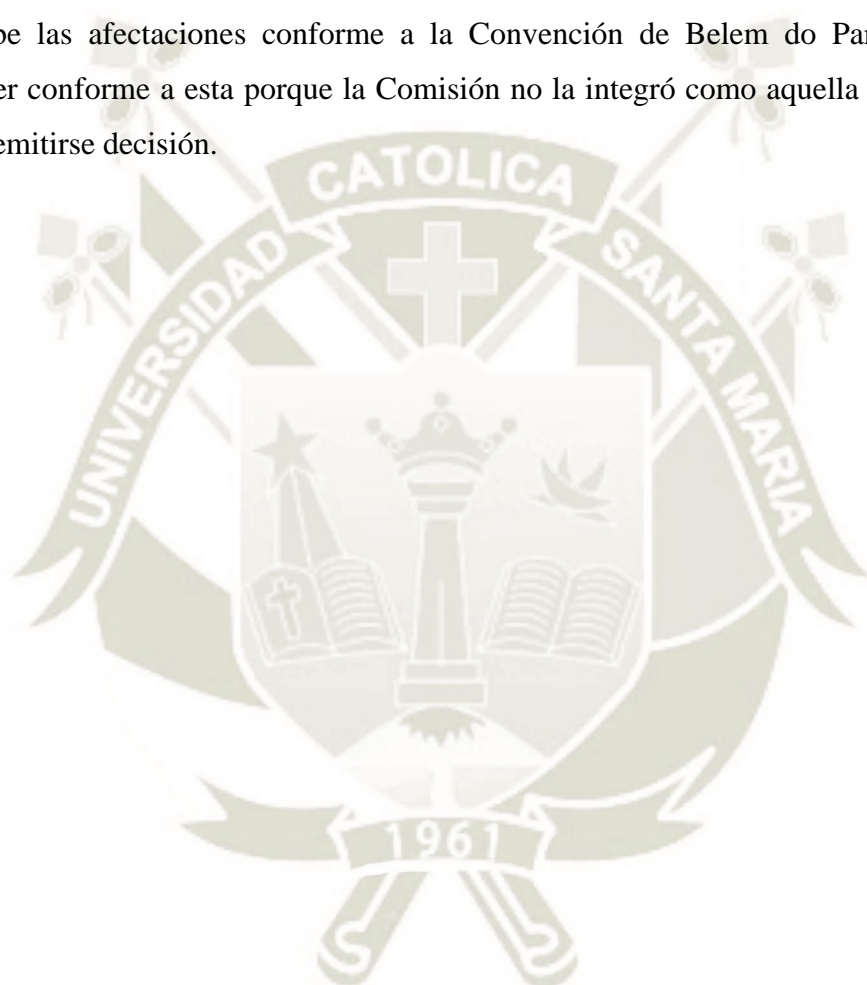 be las afectaciones conforme a la Convención de Belem do Par
er conforme a esta porque la Comisión no la integró como aquella
emitirse decisión.
UNIVERSIDAD CATOLICA SANTA MARIA
1961